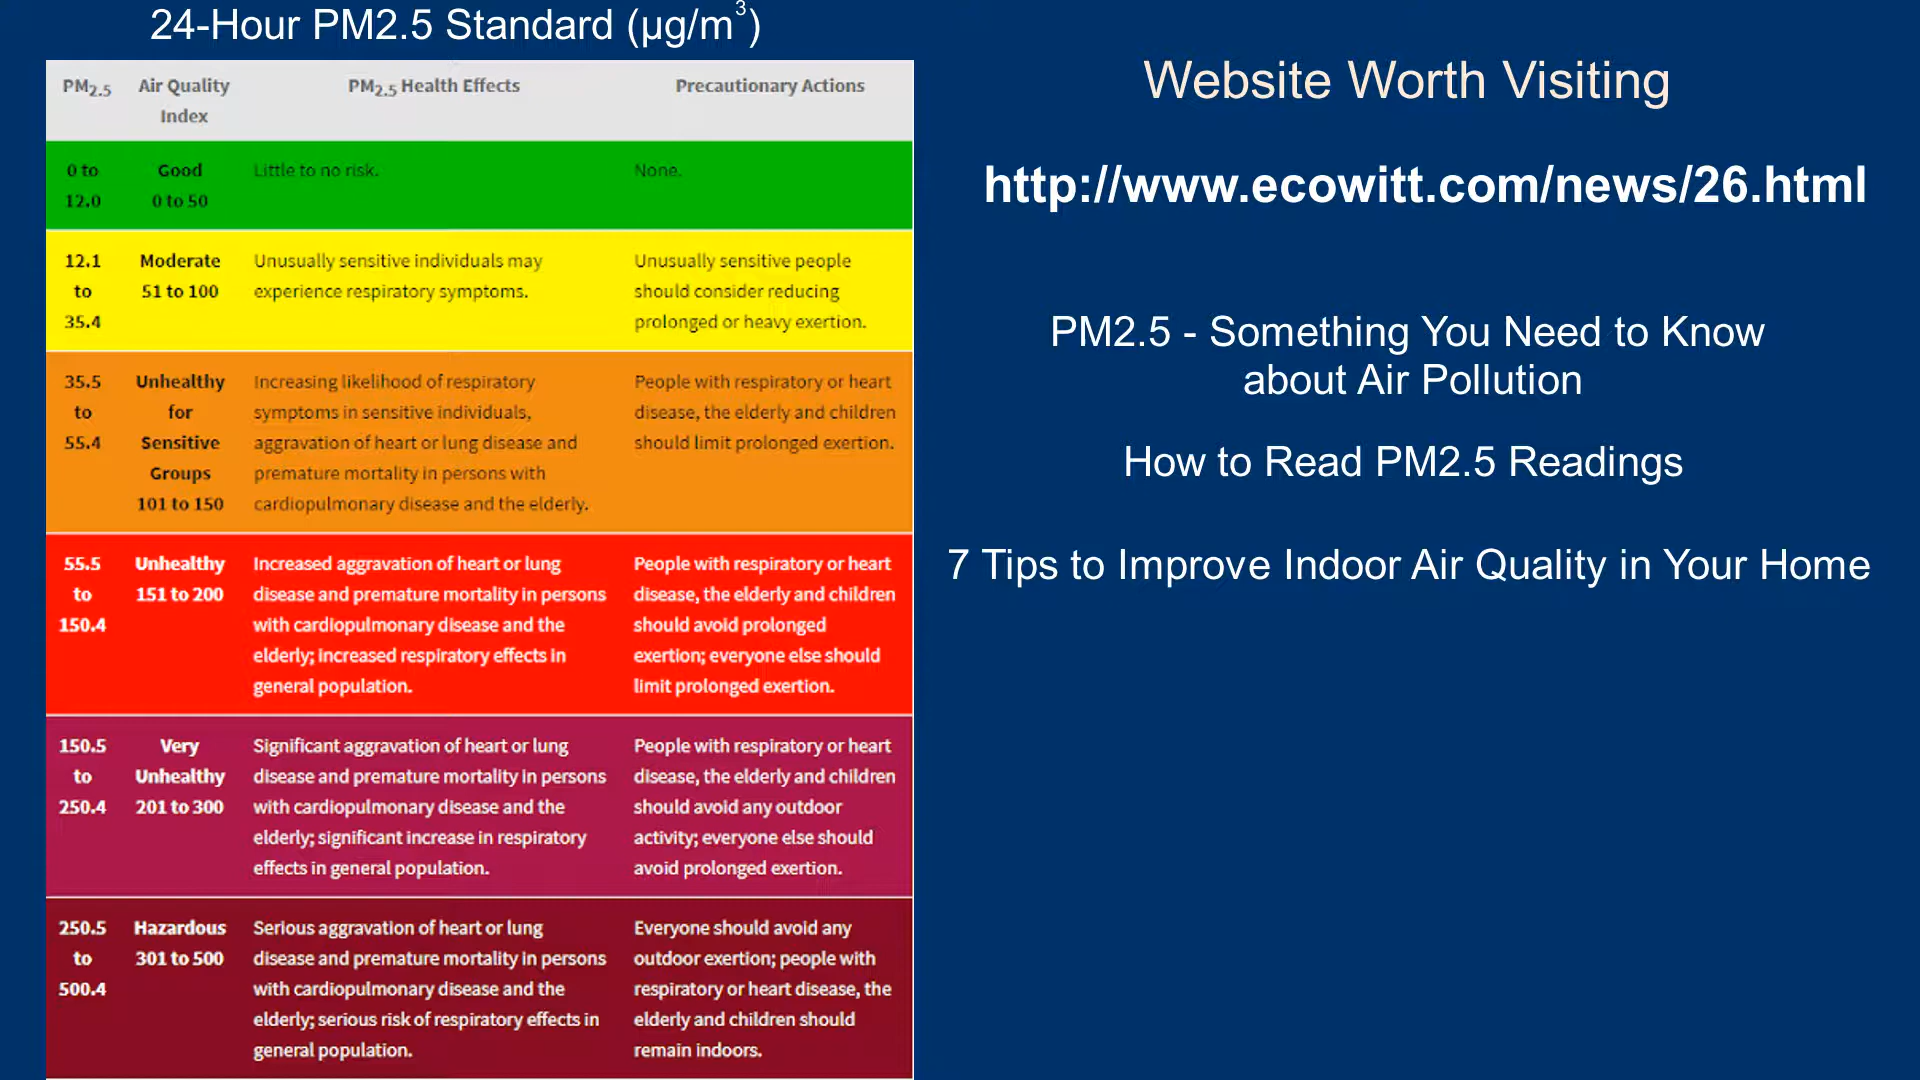 24-Hour PM2.5 Standard (µg/m³)
PM2.5 Air Quality PM2.5 Health Effects Precautionary Actions
Index
0 to Good Little to no risk. None.
12.0 0 to 50
12.1 Moderate Unusually sensitive individuals may Unusually sensitive people
to 51 to 100 experience respiratory symptoms. should consider reducing
35.4 prolonged or heavy exertion.
35.5 Unhealthy Increasing likelihood of respiratory People with respiratory or heart
to for symptoms in sensitive individuals, disease, the elderly and children
55.4 Sensitive aggravation of heart or lung disease and should limit prolonged exertion.
Groups premature mortality in persons with
101 to 150 cardiopulmonary disease and the elderly.
55.5 Unhealthy Increased aggravation of heart or lung People with respiratory or heart
to 151 to 200 disease and premature mortality in persons disease, the elderly and children
150.4 with cardiopulmonary disease and the should avoid prolonged
elderly; increased respiratory effects in exertion; everyone else should
general population. limit prolonged exertion.
150.5 Very Significant aggravation of heart or lung People with respiratory or heart
to Unhealthy disease and premature mortality in persons disease, the elderly and children
250.4 201 to 300 with cardiopulmonary disease and the should avoid any outdoor
elderly; significant increase in respiratory activity; everyone else should
effects in general population. avoid prolonged exertion.
250.5 Hazardous Serious aggravation of heart or lung Everyone should avoid any
to 301 to 500 disease and premature mortality in persons outdoor exertion; people with
500.4 with cardiopulmonary disease and the respiratory or heart disease, the
elderly; serious risk of respiratory effects in elderly and children should
general population. remain indoors.
Website Worth Visiting
http://www.ecowitt.com/news/26.html
PM2.5 - Something You Need to Know
about Air Pollution
How to Read PM2.5 Readings
7 Tips to Improve Indoor Air Quality in Your Home